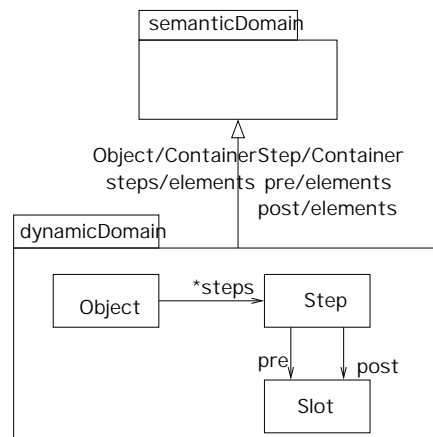 semanticDomain
Object/ContainerStep/Container
steps/elements pre/elements
post/elements
dynamicDomain
*steps
Object
Step
pre
post
Slot